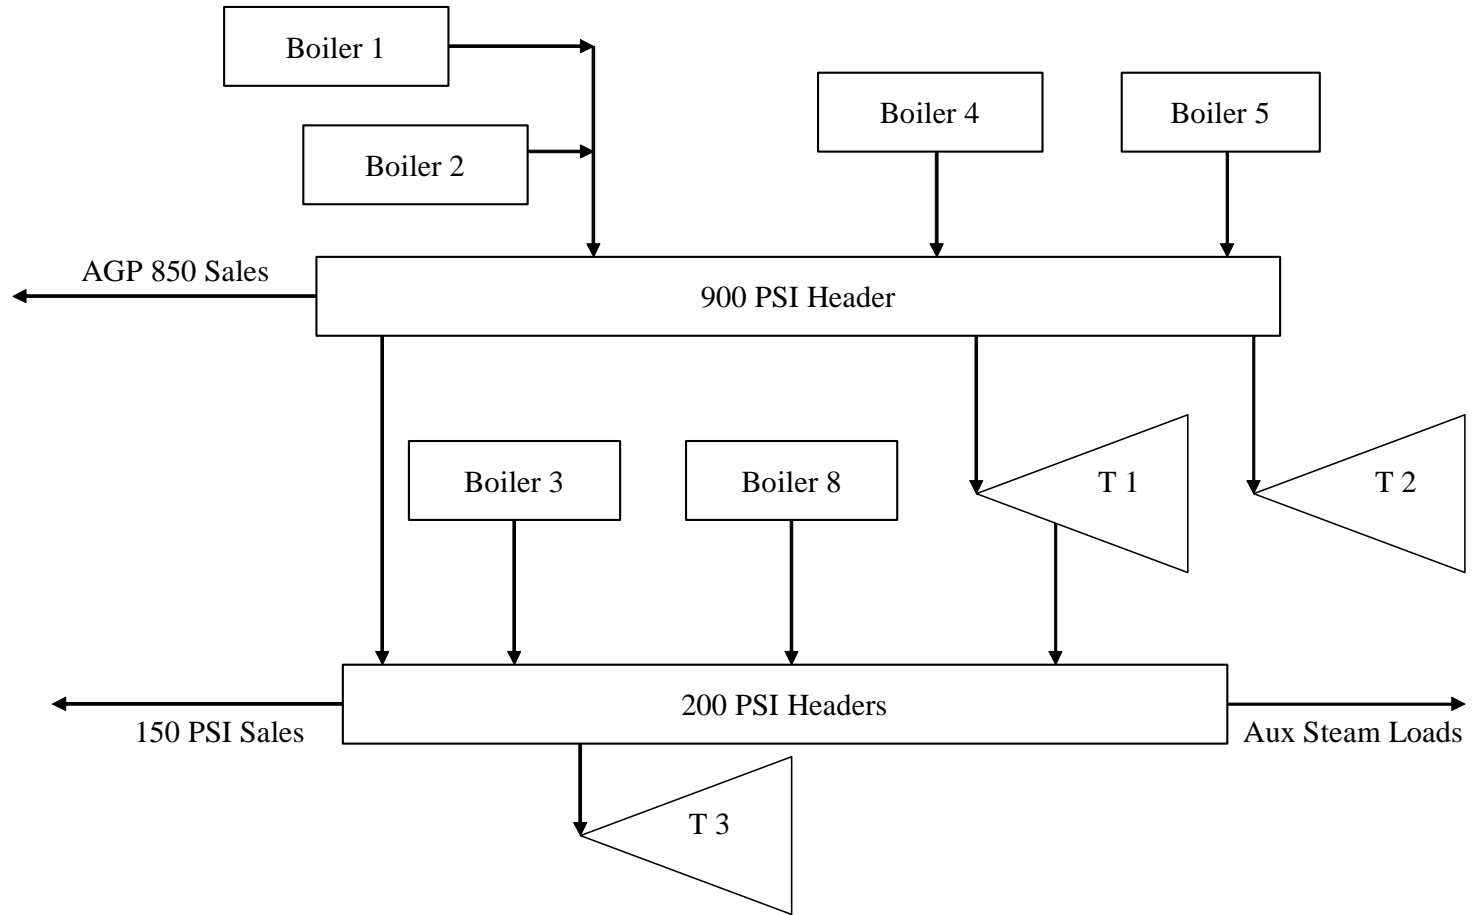 Boiler 1
Boiler 4
Boiler 5
Boiler 2
AGP 850 Sales
900 PSI Header
Boiler 3
Boiler 8
T 1
T 2
200 PSI Headers
150 PSI Sales
Aux Steam Loads
T 3